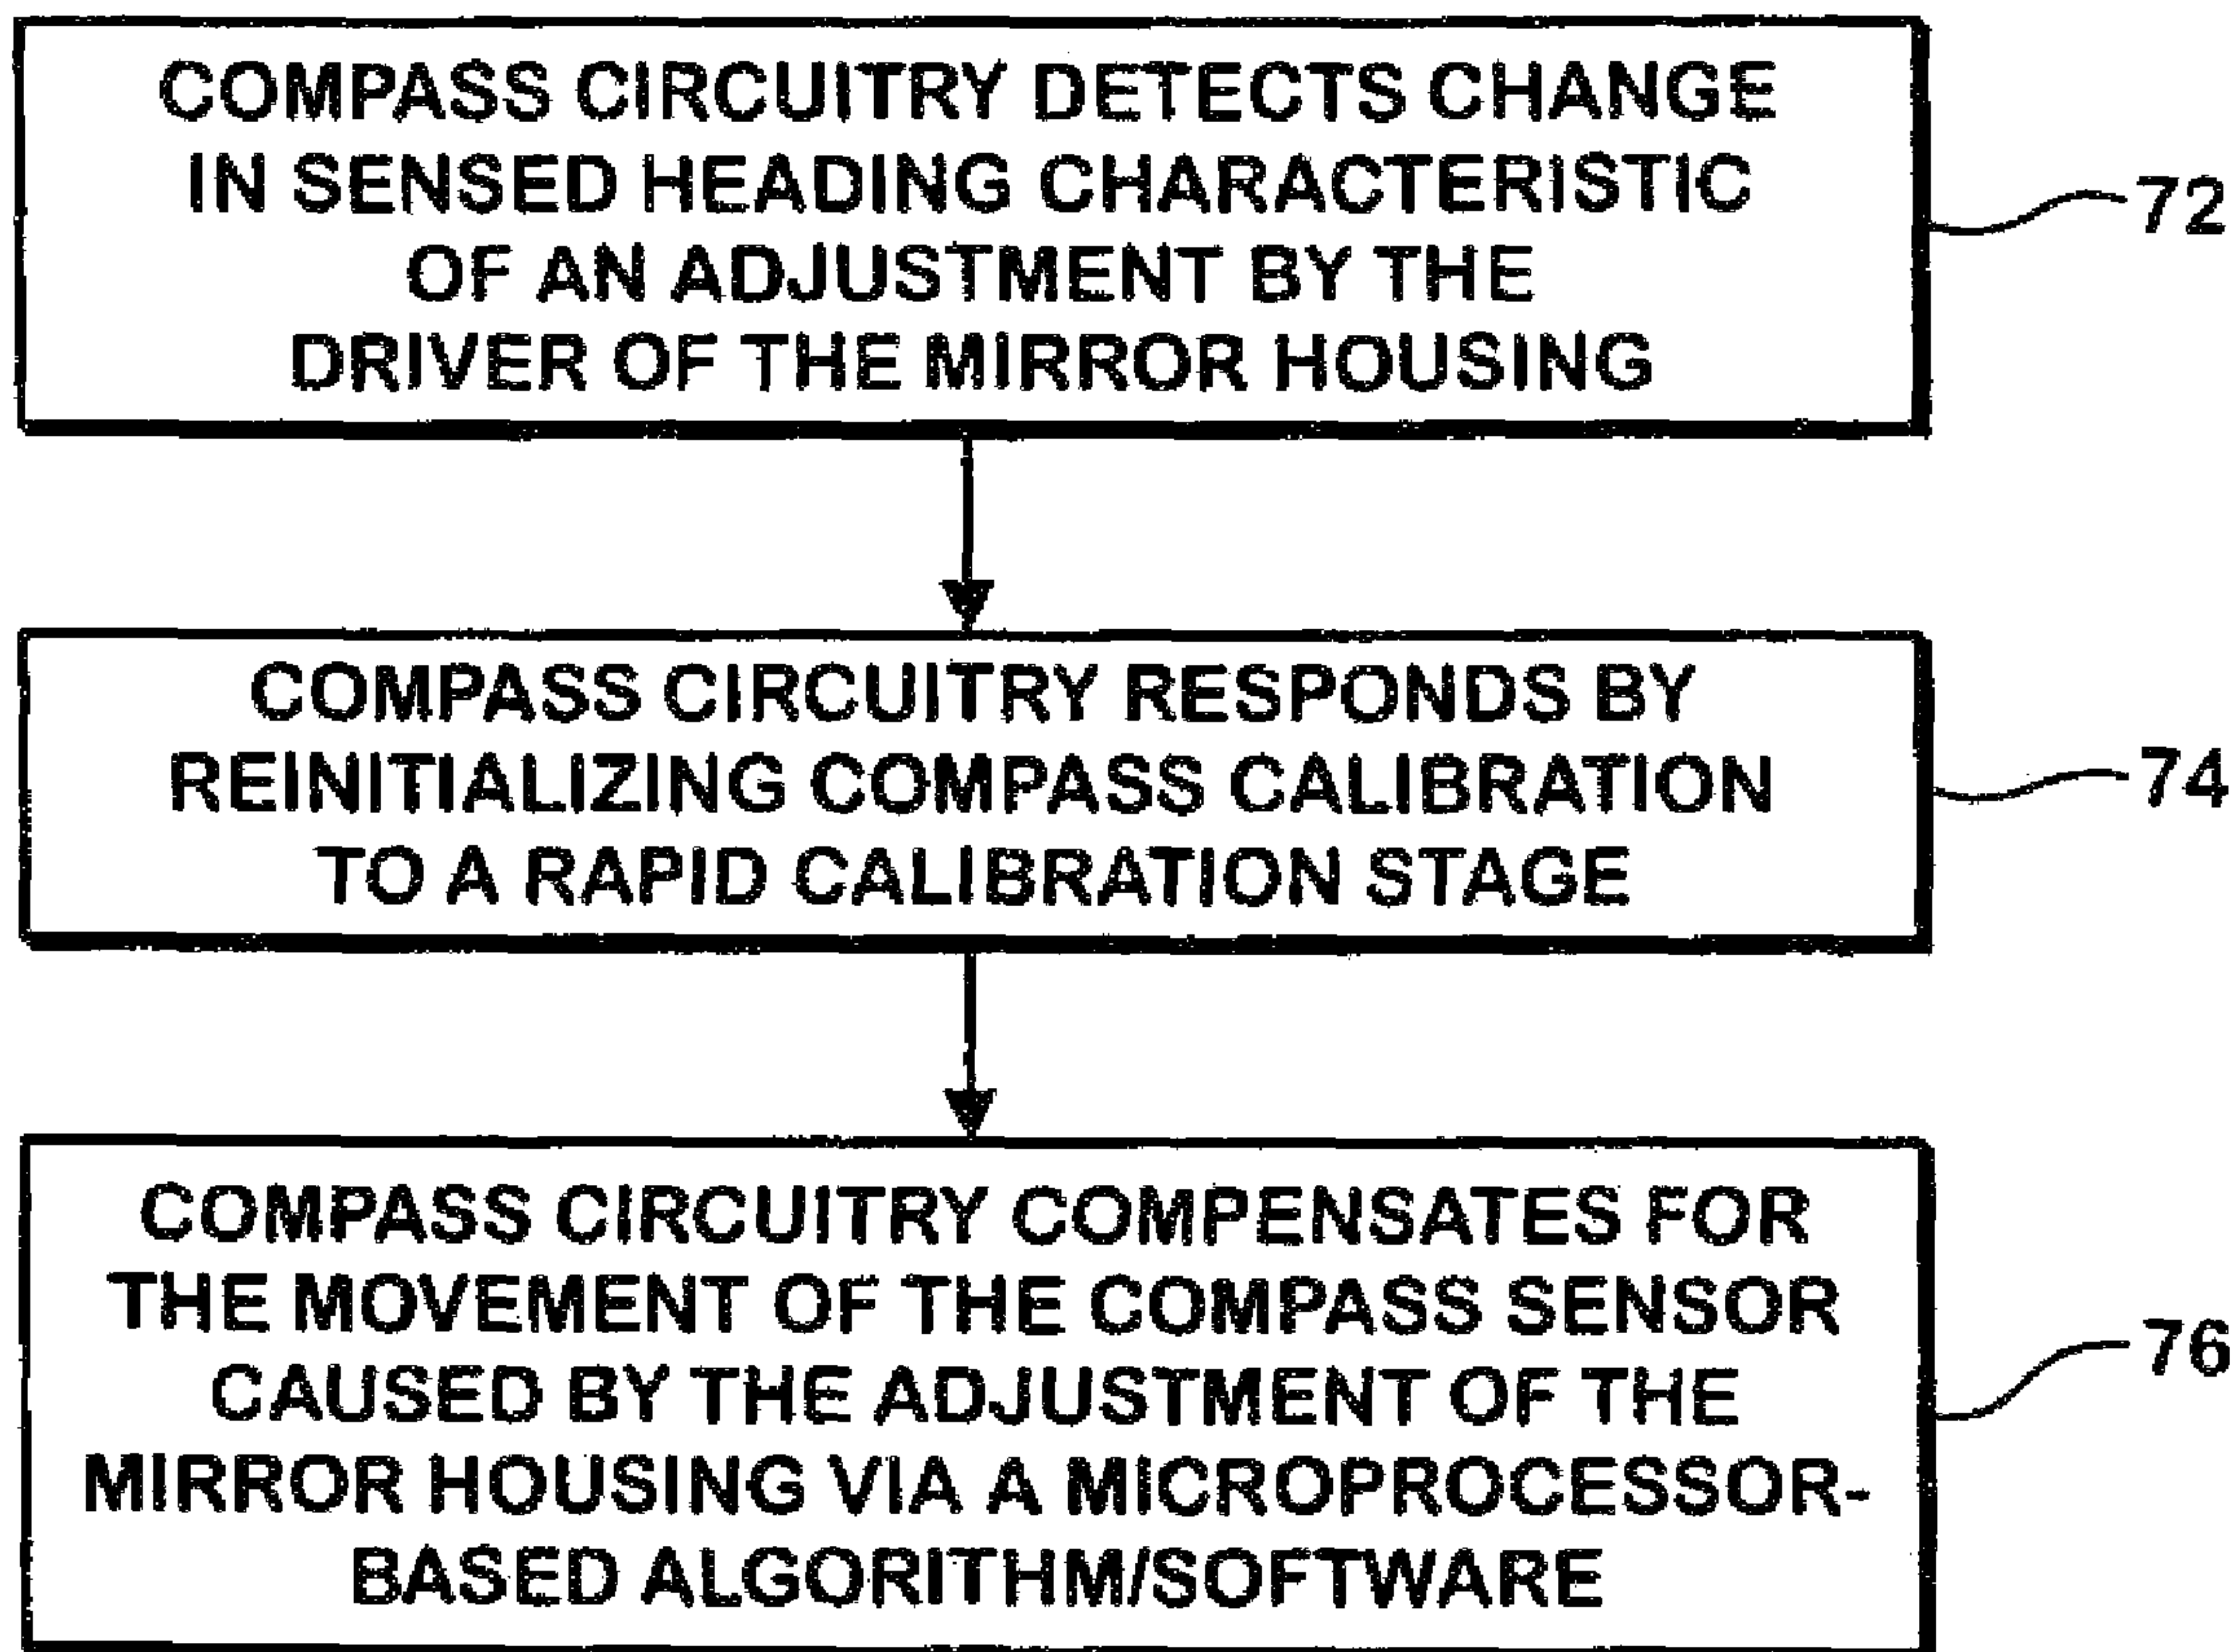 COMPASS CIRCUITRY DETECTS CHANGE
IN SENSED HEADING CHARACTERISTIC
OF AN ADJUSTMENT BY THE
DRIVER OF THE MIRROR HOUSING
72
COMPASS CIRCUITRY RESPONDS BY
REINITIALIZING COMPASS CALIBRATION
TO A RAPID CALIBRATION STAGE
74
COMPASS CIRCUITRY COMPENSATES FOR
THE MOVEMENT OF THE COMPASS SENSOR
CAUSED BY THE ADJUSTMENT OF THE
MIRROR HOUSING VIA A MICROPROCESSOR-
BASED ALGORITHM/SOFTWARE
76